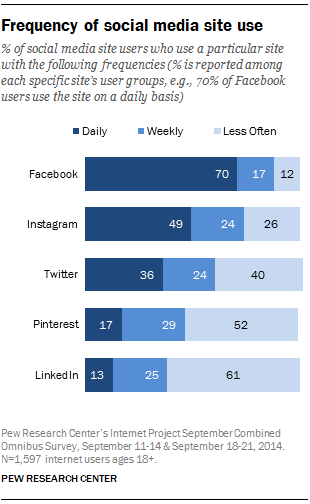 Frequency of social media site use
% of social media site users who use a particular site
with the following frequencies (% is reported among
each specific site's user groups, e.g., 70% of Facebook
users use the site on a daily basis)
Daily Weekly Less Often
Facebook 70 17 12
Instagram 49 24 26
Twitter 36 24 40
Pinterest 17 29 52
LinkedIn 13 25 61
Pew Research Center's Internet Project September Combined
Omnibus Survey, September 11-14 & September 18-21, 2014.
N=1,597 internet users ages 18+.
PEW RESEARCH CENTER